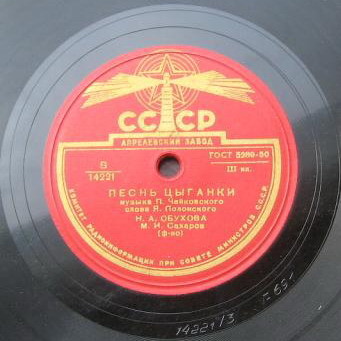 СССР
АПРЕЛЕВСКИЙ ЗАВОД
В
14221
ГОСТ 5289-50
III кл.
ПЕСНЬ ЦЫГАНКИ
музыка П. Чайковского
слова Я. Полонского
Н. А. ОБУХОВА
М. И. Сахаров
(ф-но)
КОМИТЕТ РАДИОИНФОРМАЦИИ ПРИ СОВЕТЕ МИНИСТРОВ СССР
14221/3